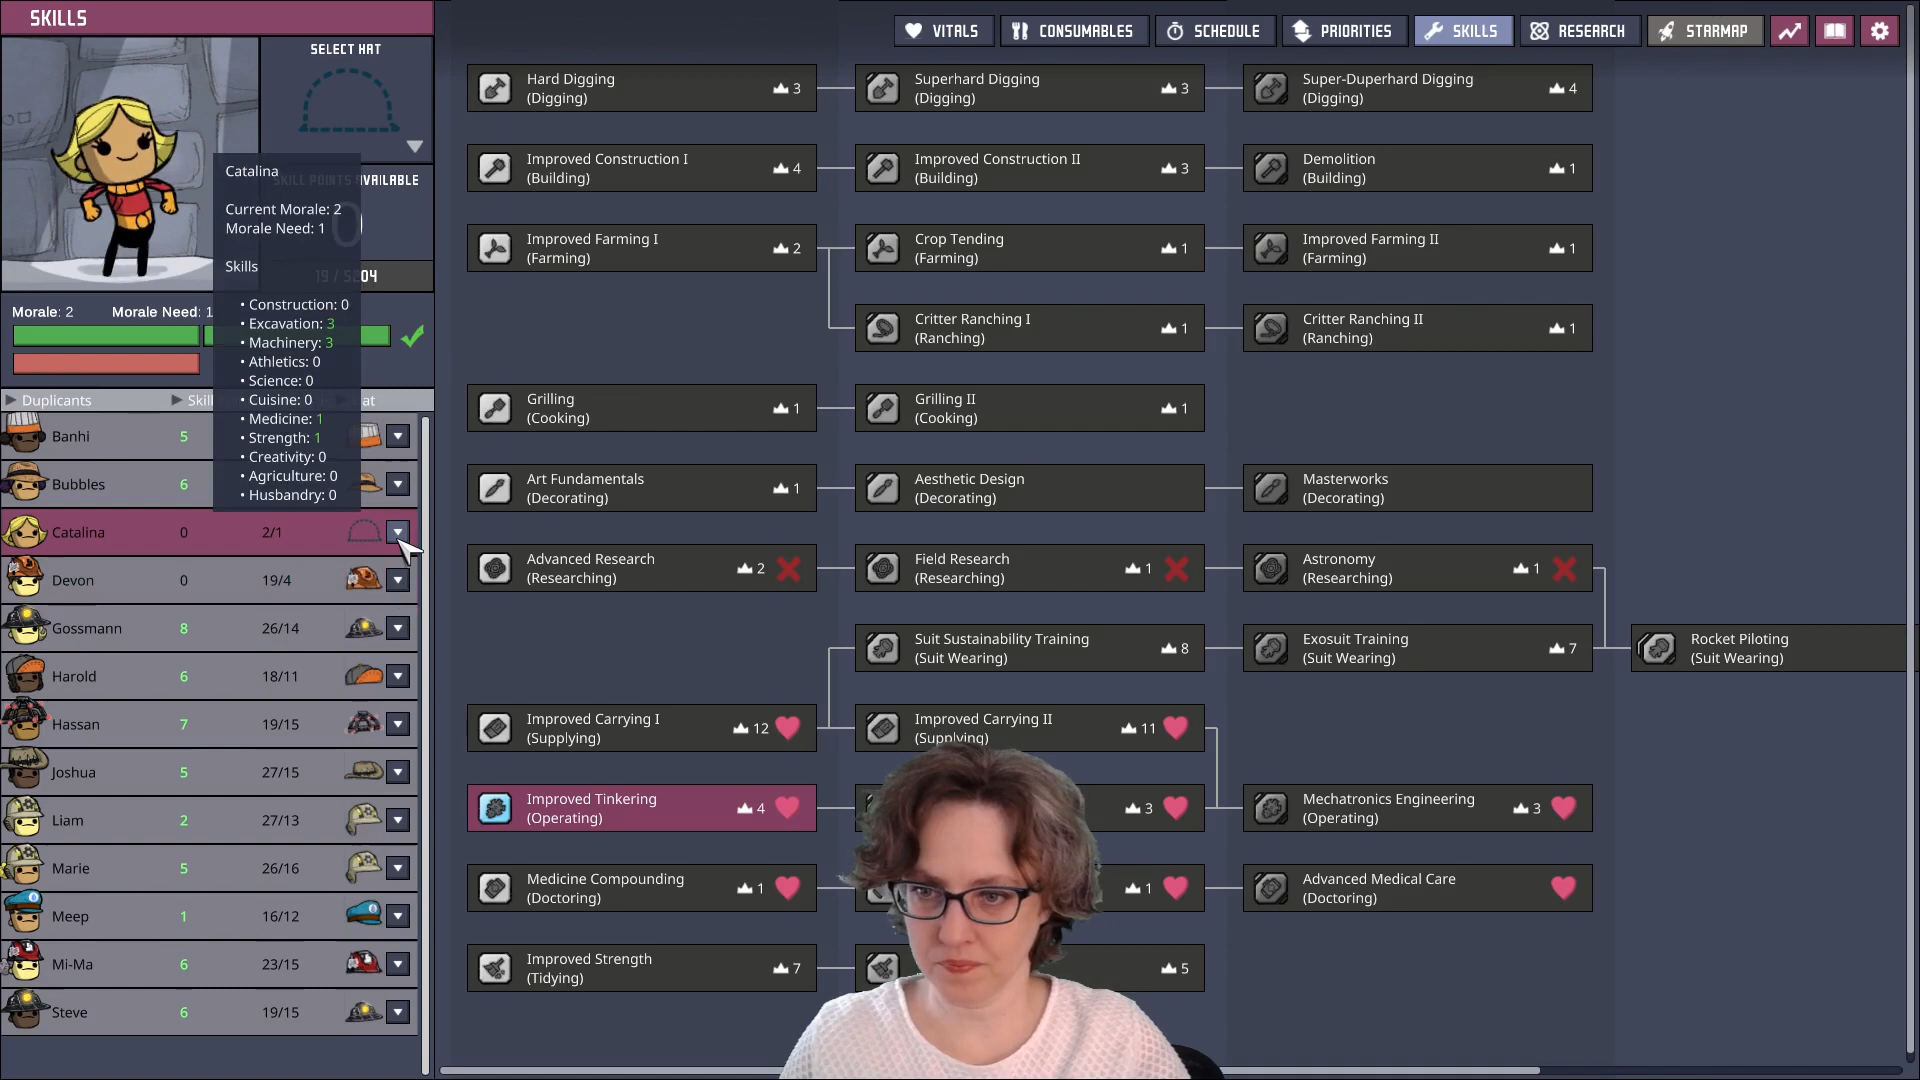 SKILLS
VITALS
CONSUMABLES
SCHEDULE
PRIORITIES
SKILLS
RESEARCH
STARMAP
SELECT HAT
Catalina
AVAILABLE
Current Morale: 2
Morale Need: 1
Skills
Morale: 2
Morale Need: 1
• Construction: 0
• Excavation: 3
• Machinery: 3
• Athletics: 0
• Science: 0
• Cuisine: 0
• Medicine: 1
• Strength: 1
• Creativity: 0
• Agriculture: 0
• Husbandry: 0
Duplicants
Banhi 5
Bubbles 6
Catalina 0 2/1
Devon 0 19/4
Gossmann 8 26/14
Harold 6 18/11
Hassan 7 19/15
Joshua 5 27/15
Liam 2 27/13
Marie 5 26/16
Meep 1 16/12
Mi-Ma 6 23/15
Steve 6 19/15
Hard Digging
(Digging)
3
Superhard Digging
(Digging)
3
Super-Duperhard Digging
(Digging)
4
Improved Construction I
(Building)
4
Improved Construction II
(Building)
3
Demolition
(Building)
1
Improved Farming I
(Farming)
2
Crop Tending
(Farming)
1
Improved Farming II
(Farming)
1
Critter Ranching I
(Ranching)
1
Critter Ranching II
(Ranching)
1
Grilling
(Cooking)
1
Grilling II
(Cooking)
1
Art Fundamentals
(Decorating)
1
Aesthetic Design
(Decorating)
Masterworks
(Decorating)
Advanced Research
(Researching)
2
Field Research
(Researching)
1
Astronomy
(Researching)
1
Suit Sustainability Training
(Suit Wearing)
8
Exosuit Training
(Suit Wearing)
7
Rocket Piloting
(Suit Wearing)
Improved Carrying I
(Supplying)
12
Improved Carrying II
(Supplying)
11
Improved Tinkering
(Operating)
4
3
Mechatronics Engineering
(Operating)
3
Medicine Compounding
(Doctoring)
1
1
Advanced Medical Care
(Doctoring)
Improved Strength
(Tidying)
7
5